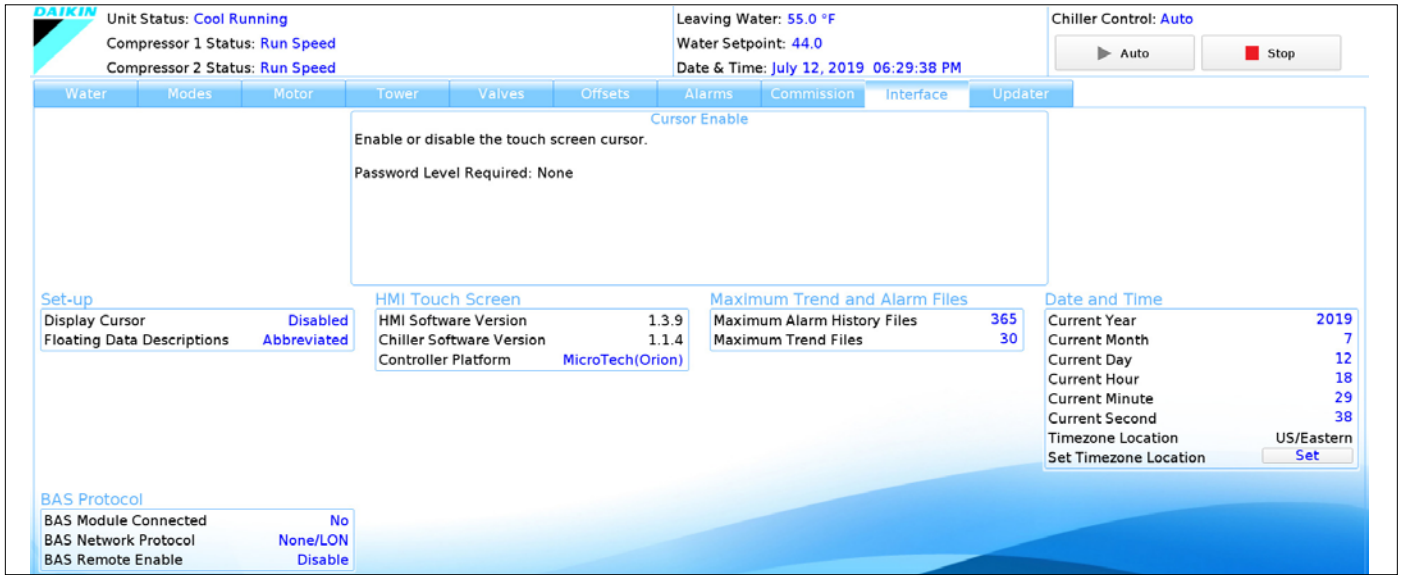 DAIKIN
Unit Status: Cool Running
Compressor 1 Status: Run Speed
Compressor 2 Status: Run Speed
Leaving Water: 55.0 °F
Water Setpoint: 44.0
Date & Time: July 12, 2019 06:29:38 PM
Chiller Control: Auto
Auto Stop
Water Modes Motor Tower Valves Offsets Alarms Commission Interface Updater
Cursor Enable
Enable or disable the touch screen cursor.
Password Level Required: None
Set-up
Display Cursor Disabled
Floating Data Descriptions Abbreviated
HMI Touch Screen
HMI Software Version 1.3.9
Chiller Software Version 1.1.4
Controller Platform MicroTech(Orion)
Maximum Trend and Alarm Files
Maximum Alarm History Files 365
Maximum Trend Files 30
Date and Time
Current Year 2019
Current Month 7
Current Day 12
Current Hour 18
Current Minute 29
Current Second 38
Timezone Location US/Eastern
Set Timezone Location Set
BAS Protocol
BAS Module Connected No
BAS Network Protocol None/LON
BAS Remote Enable Disable